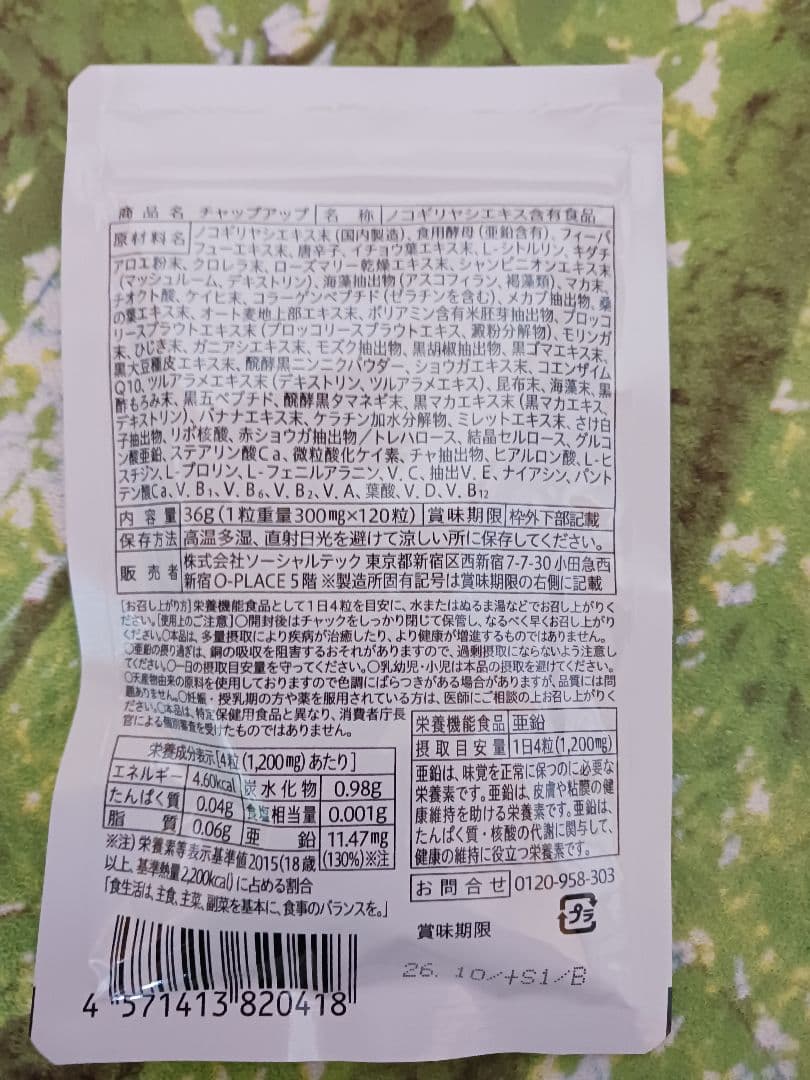 商品名 チャップアップ 名称 ノコギリヤシエキス含有食品
原材料名 ノコギリヤシエキス末(国内製造)、食用酵母(亜鉛含有)、フィーバ
フューエキス末、唐辛子、イチョウ葉エキス末、L-シトルリン、キダチ
アロエ粉末、クロレラ末、ローズマリー乾燥エキス末、シャンピニオンエキス末
(マッシュルーム、デキストリン)、海藻抽出物(アスコフィラン、褐藻類)、マカ末、
チオクト酸、ケイヒ末、コラーゲンペプチド(ゼラチンを含む)、メカブ抽出物、桑
の葉エキス末、オート麦地上部エキス末、ポリアミン含有米胚芽抽出物、ブロッコ
リースプラウトエキス末(ブロッコリースプラウトエキス、澱粉分解物)、モリンガ
末、ひじき末、ガニアシエキス末、モズク抽出物、黒胡椒抽出物、黒ゴマエキス末、
黒大豆種皮エキス末、醗酵黒ニンニクパウダー、ショウガエキス末、コエンザイム
Q10、ツルアラメエキス末(デキストリン、ツルアラメエキス)、昆布末、海藻末、黒
酢もろみ末、黒五ペプチド、醗酵黒タマネギ末、黒マカエキス末(黒マカエキス、
デキストリン)、バナナエキス末、ケラチン加水分解物、ミレットエキス末、さけ白
子抽出物、リボ核酸、赤ショウガ抽出物/トレハロース、結晶セルロース、グルコ
ン酸亜鉛、ステアリン酸Ca、微粒酸化ケイ素、チャ抽出物、ヒアルロン酸、L-ヒ
スチジン、L-プロリン、L-フェニルアラニン、V.C、抽出V.E、ナイアシン、パント
テン酸Ca、V.B1、V.B6、V.B2、V.A、葉酸、V.D、V.B12
内容量 36g(1粒重量300mg×120粒) 賞味期限 枠外下部記載
保存方法 高温多湿、直射日光を避けて涼しい所に保存してください。
販売者 株式会社ソーシャルテック 東京都新宿区西新宿7-7-30 小田急西
新宿O-PLACE 5階 ※製造所固有記号は賞味期限の右側に記載
[お召し上がり方]栄養機能食品として1日4粒を目安に、水またはぬるま湯などでお召し上がりく
ださい。[使用上のご注意]○開封後はチャックをしっかり閉じて保管し、なるべく早くお召し上がり
ください。○本品は、多量摂取により疾病が治癒したり、より健康が増進するものではありません。
○亜鉛の摂り過ぎは、銅の吸収を阻害するおそれがありますので、過剰摂取にならないよう注意し
てください。○一日の摂取目安量を守ってください。○乳幼児・小児は本品の摂取を避けてください。
○天産物由来の原料を使用しておりますので色調にばらつきがある場合がありますが、品質には問
題ありません。○妊娠・授乳期の方や薬を服用されている方は、医師にご相談の上お召し上がりく
ださい。○本品は、特定保健用食品と異なり、消費者庁長
官による個別審査を受けたものではありません。
栄養成分表示[4粒(1,200mg)あたり]
エネルギー 4.60kcal 炭水化物 0.98g
たんぱく質 0.04g 食塩相当量 0.001g
脂質 0.06g 亜鉛 11.47mg
(130%)※注
※注)栄養素等表示基準値2015(18歳
以上、基準熱量2,200kcal)に占める割合
「食生活は、主食、主菜、副菜を基本に、食事のバランスを。」
栄養機能食品 亜鉛
摂取目安量 1日4粒(1,200mg)
亜鉛は、味覚を正常に保つのに必要な
栄養素です。亜鉛は、皮膚や粘膜の健
康維持を助ける栄養素です。亜鉛は、
たんぱく質・核酸の代謝に関与して、
健康の維持に役立つ栄養素です。
お問合せ 0120-958-303
プラ
賞味期限
26.10/+S1/B
4 571413 820418